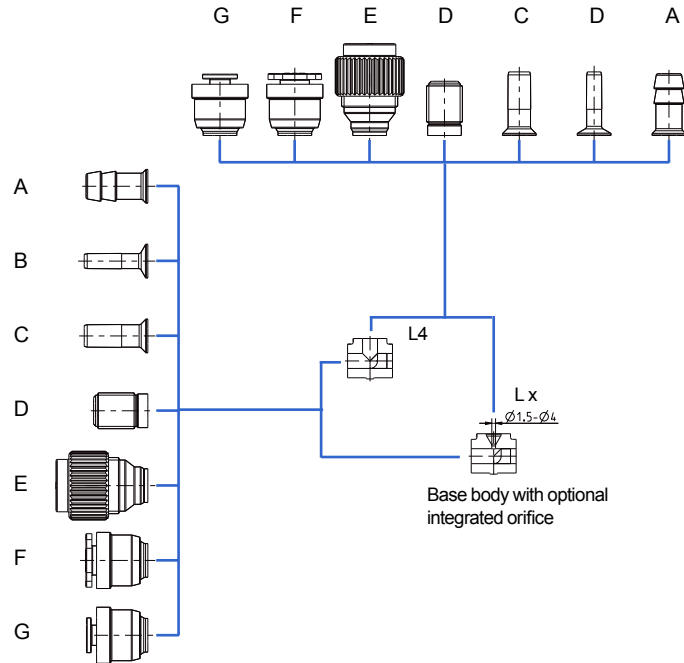 G F E D C D A
A
B
C
L4
D
L x
Ø1.5-Ø4
E
Base body with optional
integrated orifice
F
G